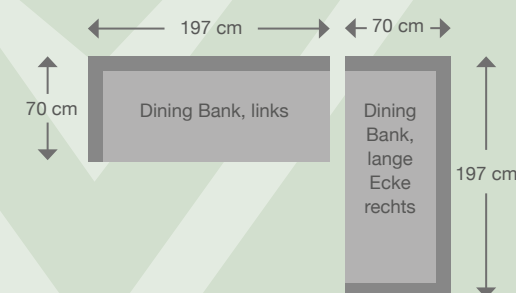 197 cm
70 cm
70 cm
Dining Bank, links
Dining
Bank,
lange
Ecke
rechts
197 cm